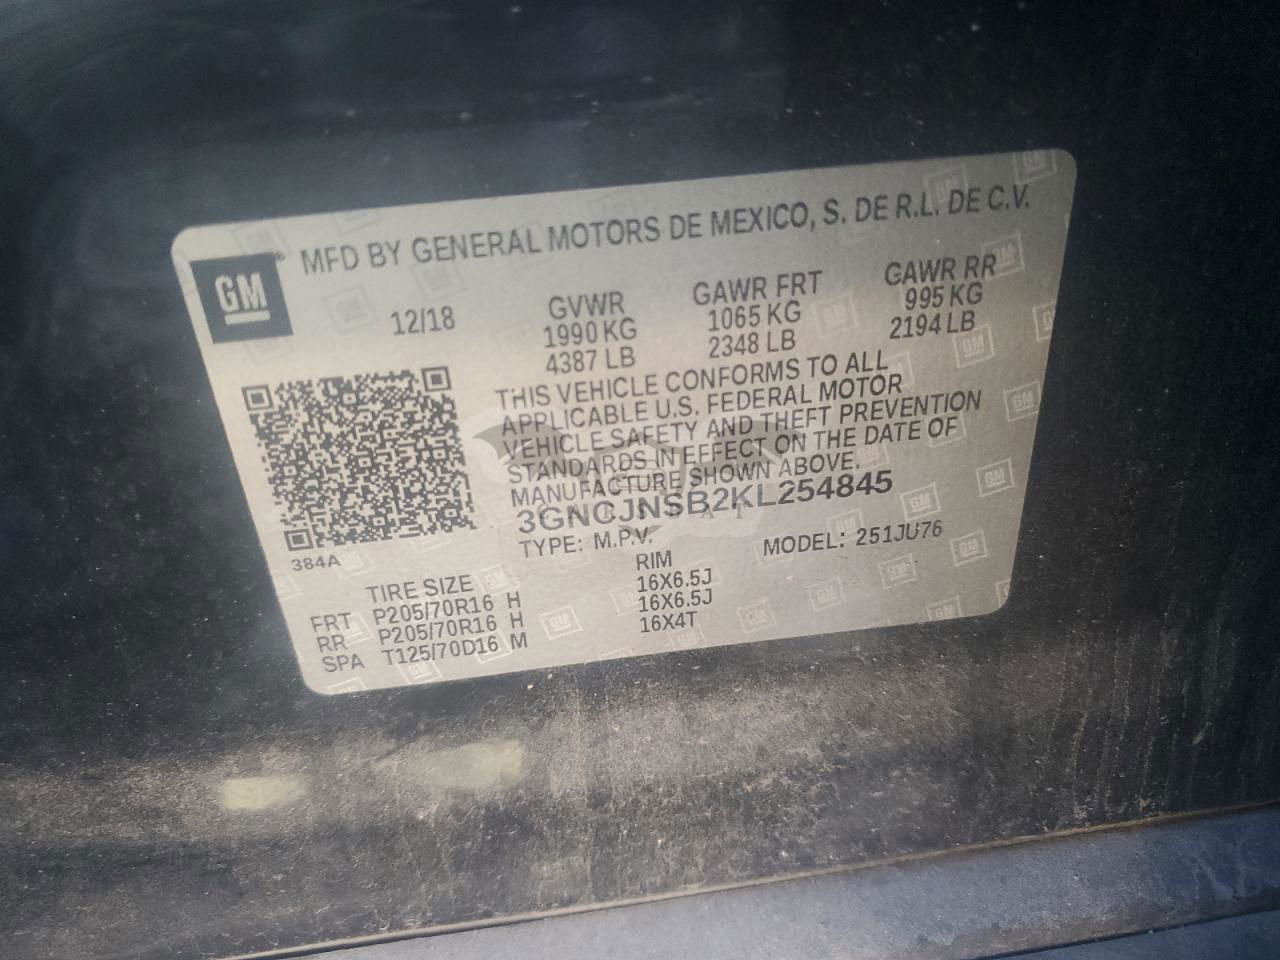 MFD BY GENERAL MOTORS DE MEXICO, S. DE R.L. DE C.V.
GM
12/18
GVWR GAWR FRT GAWR RR
1990 KG 1065 KG 995 KG
4387 LB 2348 LB 2194 LB
THIS VEHICLE CONFORMS TO ALL
APPLICABLE U.S. FEDERAL MOTOR
VEHICLE SAFETY AND THEFT PREVENTION
STANDARDS IN EFFECT ON THE DATE OF
MANUFACTURE SHOWN ABOVE.
3GNCJNSB2KL254845
TYPE: M.P.V. MODEL: 251JU76
384A
TIRE SIZE RIM
FRT P205/70R16 H 16X6.5J
RR P205/70R16 H 16X6.5J
SPA T125/70D16 M 16X4T